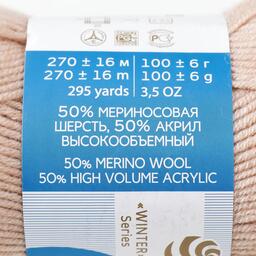 270 ± 16 м 100 ± 6 г
270 ± 16 m 100 ± 6 g
295 yards 3,5 OZ
50% МЕРИНОСОВАЯ
ШЕРСТЬ, 50% АКРИЛ
ВЫСОКООБЪЕМНЫЙ
50% MERINO WOOL
50% HIGH VOLUME ACRYLIC
«WINTER
Series